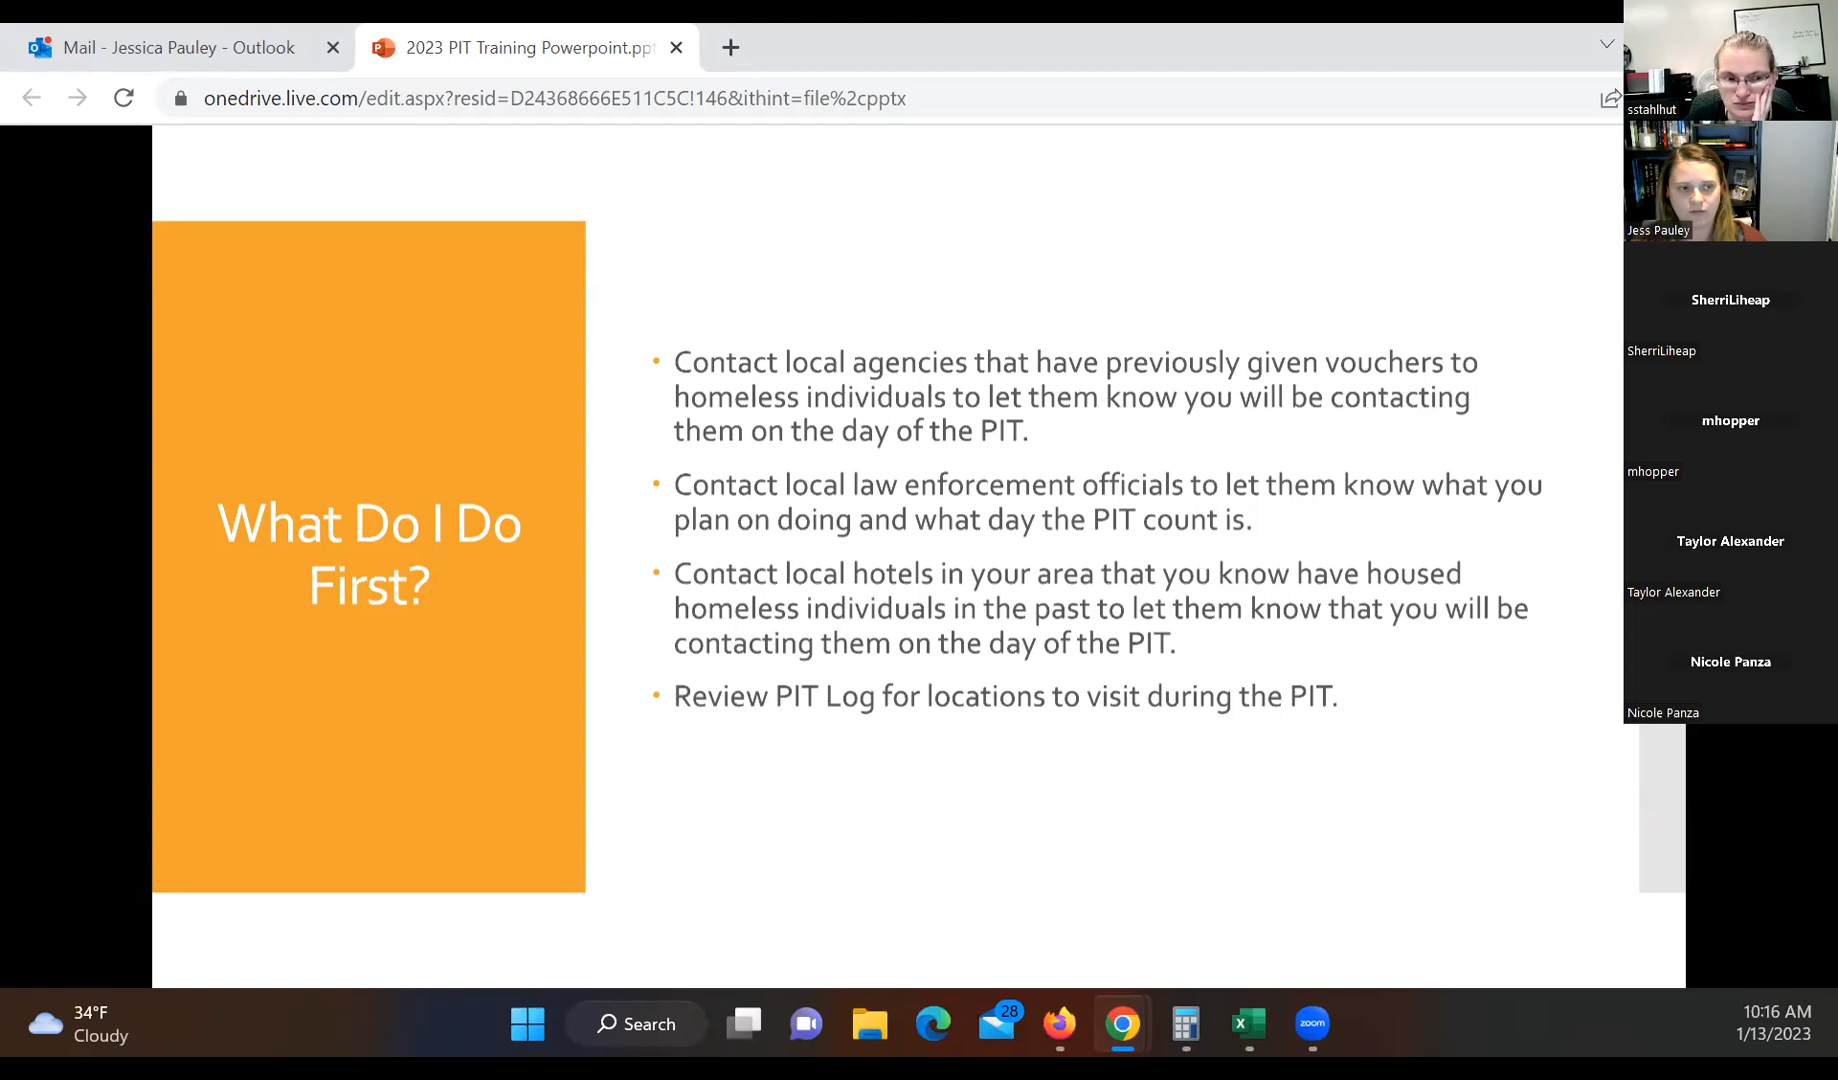 Mail - Jessica Pauley - Outlook
2023 PIT Training Powerpoint.ppt
onedrive.live.com/edit.aspx?resid=D24368666E511C5C!146&ithint=file%2cpptx
What Do I Do
First?
• Contact local agencies that have previously given vouchers to
homeless individuals to let them know you will be contacting
them on the day of the PIT.
• Contact local law enforcement officials to let them know what you
plan on doing and what day the PIT count is.
• Contact local hotels in your area that you know have housed
homeless individuals in the past to let them know that you will be
contacting them on the day of the PIT.
• Review PIT Log for locations to visit during the PIT.
sstahlhut
Jess Pauley
SherriLiheap
SherriLiheap
mhopper
mhopper
Taylor Alexander
Taylor Alexander
Nicole Panza
Nicole Panza
34°F
Cloudy
Search
28
zoom
10:16 AM
1/13/2023